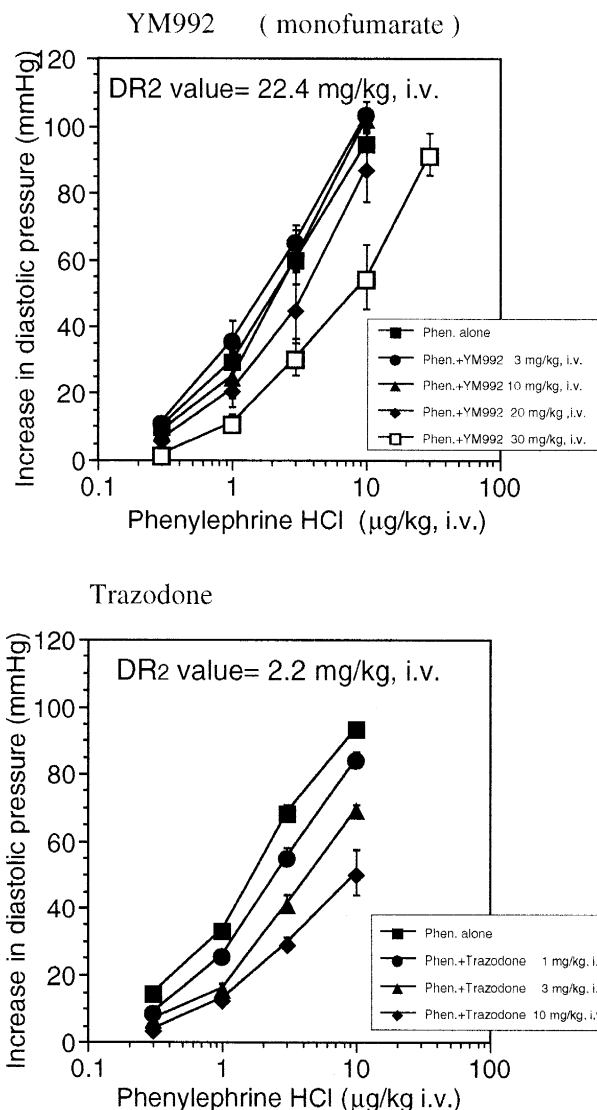 YM992 ( monofumarate )
DR2 value= 22.4 mg/kg, i.v.
Increase in diastolic pressure (mmHg)
120
100
80
60
40
20
0
Phen. alone
Phen.+YM992 3 mg/kg, i.v.
Phen.+YM992 10 mg/kg, i.v.
Phen.+YM992 20 mg/kg ,i.v.
Phen.+YM992 30 mg/kg, i.v.
0.1 1 10 100
Phenylephrine HCl (μg/kg, i.v.)
Trazodone
DR2 value= 2.2 mg/kg, i.v.
Increase in diastolic pressure (mmHg)
120
100
80
60
40
20
0
Phen. alone
Phen.+Trazodone 1 mg/kg, i.
Phen.+Trazodone 3 mg/kg, i.
Phen.+Trazodone 10 mg/kg, i.v
0.1 1 10 100
Phenylephrine HCl (μg/kg i.v.)